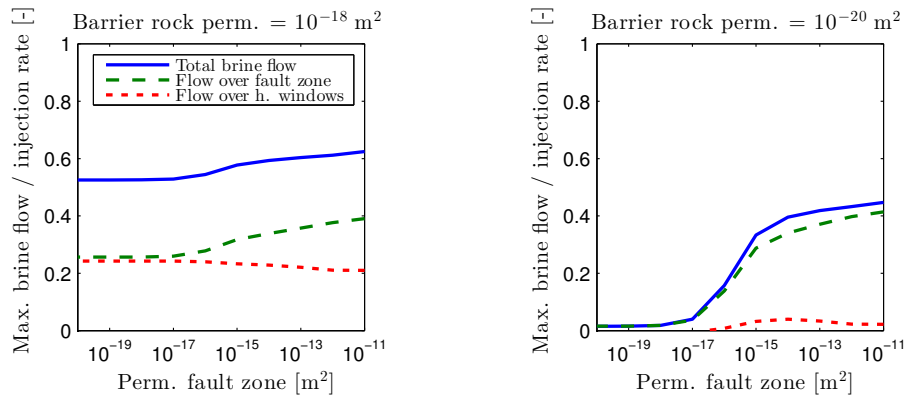 Barrier rock perm. = 10⁻¹⁸ m²
Max. brine flow / injection rate [-]
1
0.8
0.6
0.4
0.2
0
Total brine flow
Flow over fault zone
Flow over h. windows
10⁻¹⁹ 10⁻¹⁷ 10⁻¹⁵ 10⁻¹³ 10⁻¹¹
Perm. fault zone [m²]
Barrier rock perm. = 10⁻²⁰ m²
Max. brine flow / injection rate [-]
1
0.8
0.6
0.4
0.2
0
10⁻¹⁹ 10⁻¹⁷ 10⁻¹⁵ 10⁻¹³ 10⁻¹¹
Perm. fault zone [m²]